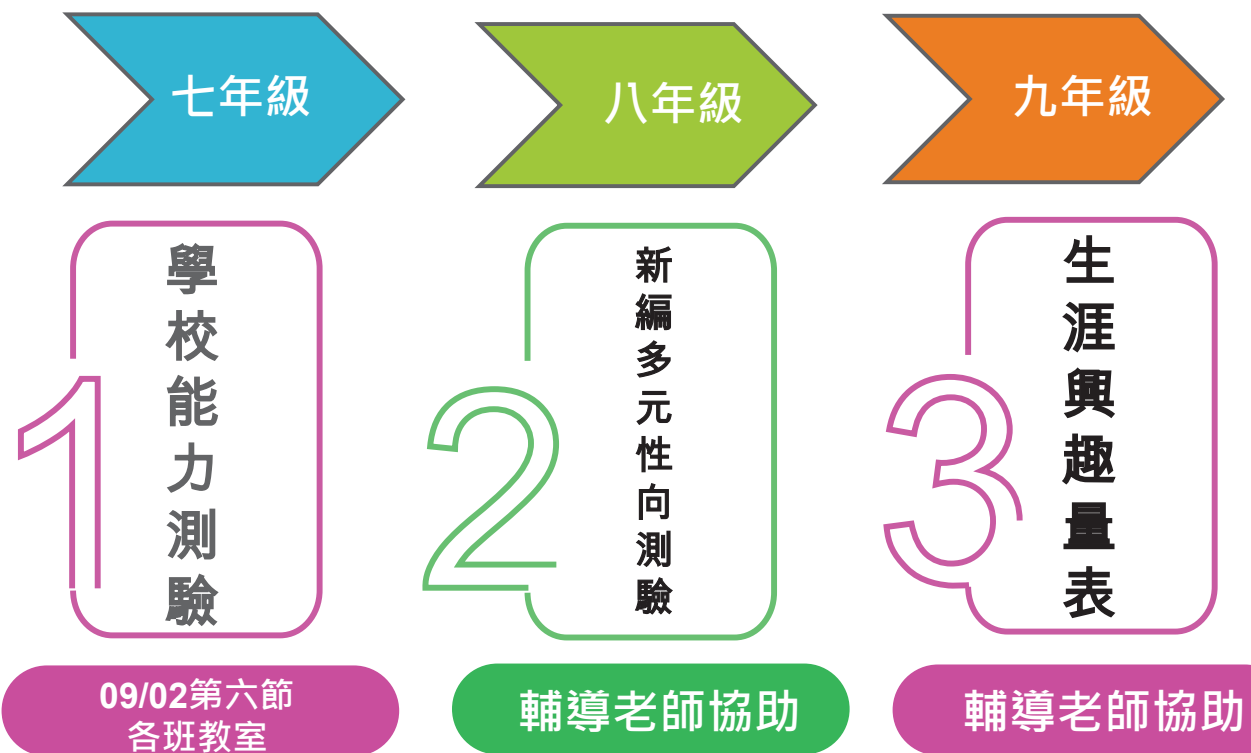 七年級
八年級
九年級
1
學校能力測驗
2
新編多元性向測驗
3
生涯興趣量表
09/02第六節
各班教室
輔導老師協助
輔導老師協助